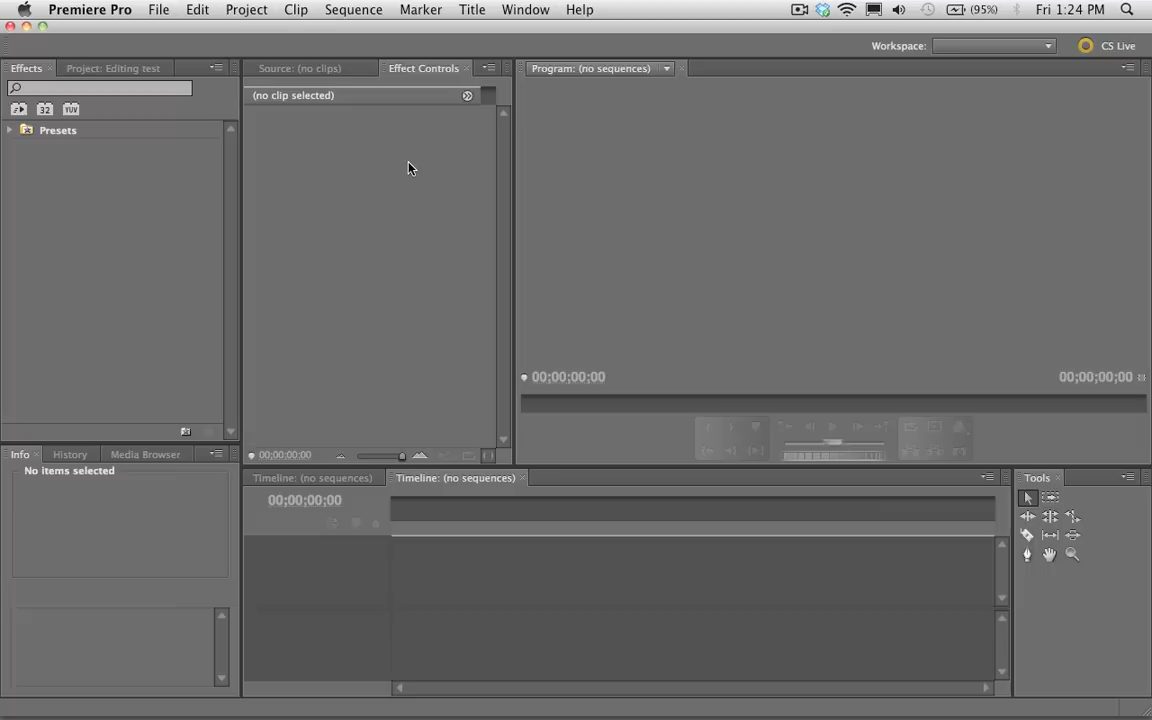 Premiere Pro File Edit Project Clip Sequence Marker Title Window Help (95%) Fri 1:24 PM
Workspace: CS Live
Effects Project: Editing test Source: (no clips) Effect Controls Program: (no sequences)
(no clip selected)
32 YUV
Presets
00;00;00;00 00;00;00;00
Info History Media Browser 00;00;00;00
No items selected
Timeline: (no sequences) Timeline: (no sequences) Tools
00;00;00;00